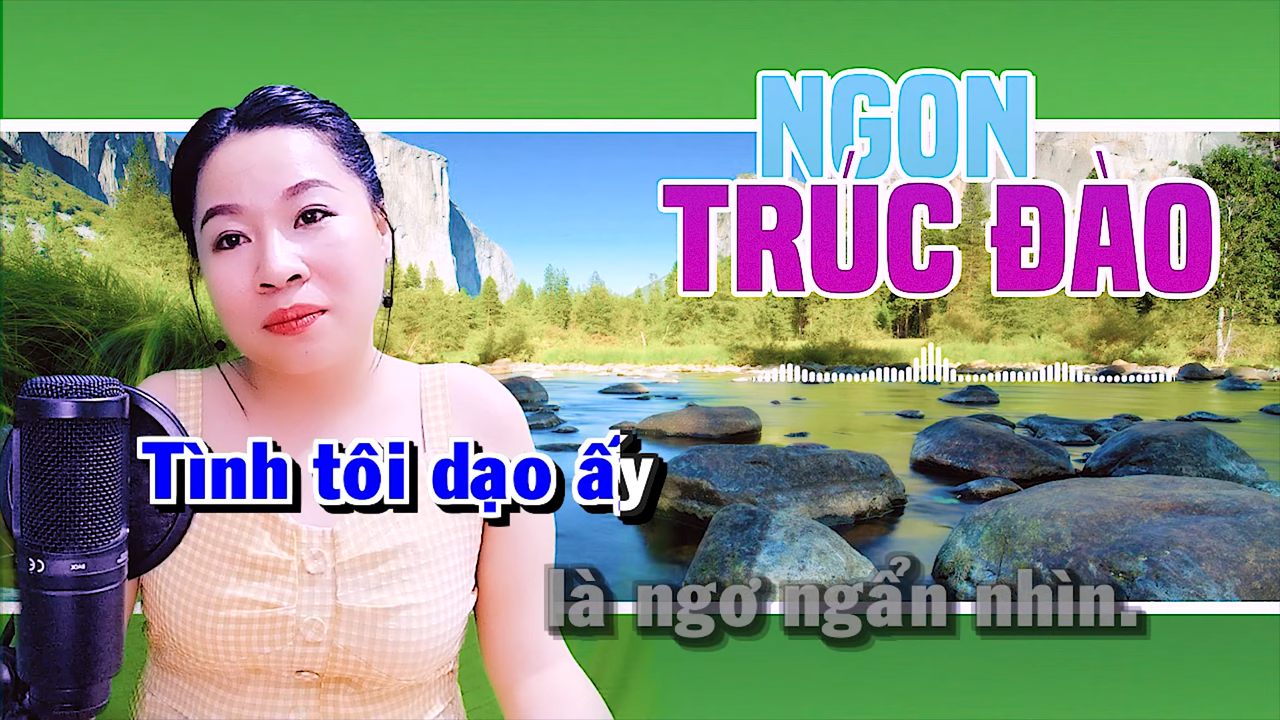 NGON
TRÚC ĐÀO
Tình tôi dạo ấy
là ngơ ngẩn nhìn.